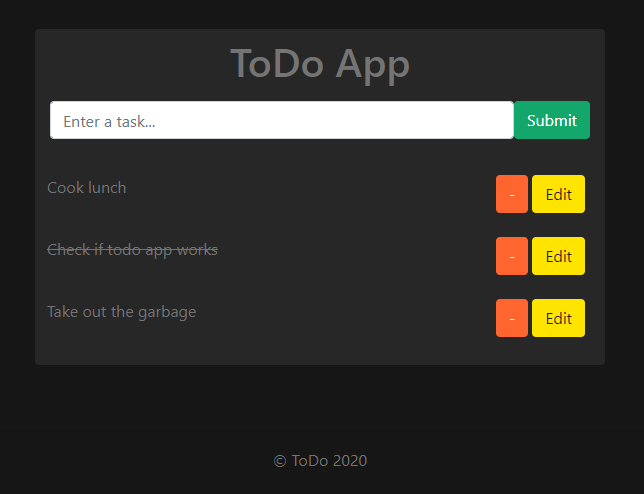 ToDo App
Enter a task...
Submit
Cook lunch
-
Edit
Check if todo app works
-
Edit
Take out the garbage
-
Edit
© ToDo 2020